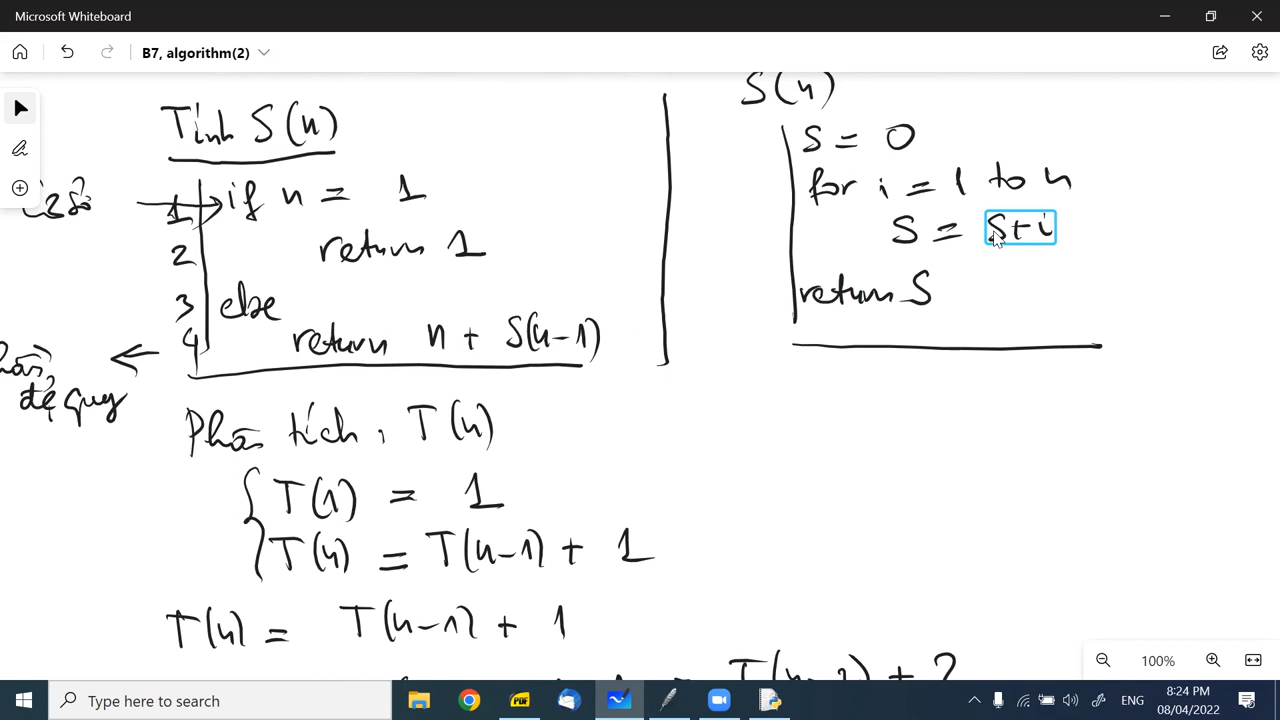 Microsoft Whiteboard
B7, algorithm(2)
Tính S(n)
1 if n = 1
2 return 1
3 else
4 return n + S(n-1)
đệ quy
Phân tích, T(n)
T(1) = 1
T(n) = T(n-1) + 1
T(n) = T(n-1) + 1
S(n)
S = 0
for i = 1 to n
S = S+i
return S
100%
Type here to search
ENG
8:24 PM
08/04/2022